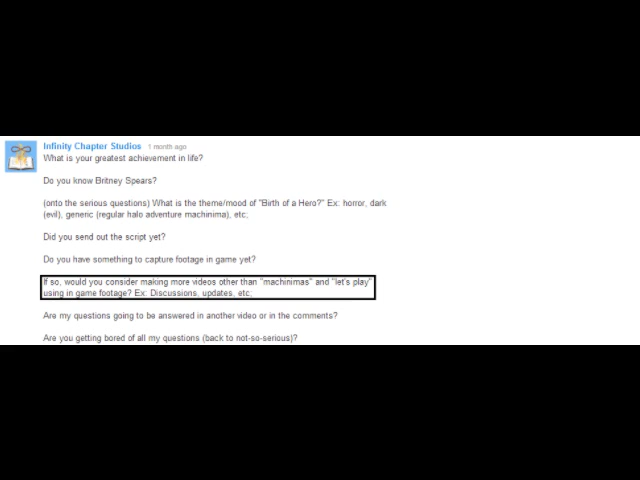 Infinity Chapter Studios 1 month ago
What is your greatest achievement in life?
Do you know Britney Spears?
(onto the serious questions) What is the theme/mood of "Birth of a Hero?" Ex: horror, dark
(evil), generic (regular halo adventure machinima), etc;
Did you send out the script yet?
Do you have something to capture footage in game yet?
If so, would you consider making more videos other than "machinimas" and "let's play"
using in game footage? Ex: Discussions, updates, etc;
Are my questions going to be answered in another video or in the comments?
Are you getting bored of all my questions (back to not-so-serious)?